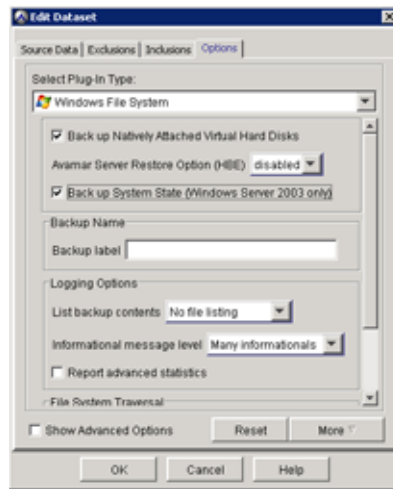 Edit Dataset
Source Data Exclusions Inclusions Options
Select Plug-In Type:
Windows File System
Back up Natively Attached Virtual Hard Disks
Avamar Server Restore Option (HBE) disabled
Back up System State (Windows Server 2003 only)
Backup Name
Backup label
Logging Options
List backup contents No file listing
Informational message level Many informationals
Report advanced statistics
File System Traversal
Show Advanced Options Reset More
OK Cancel Help